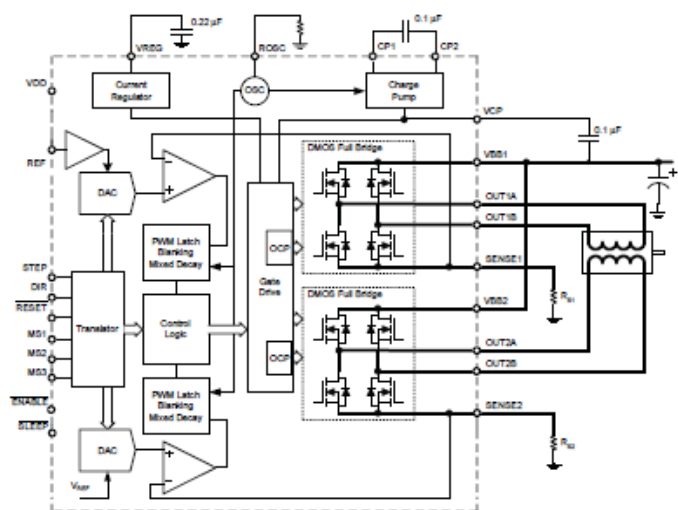 0.22 µF
0.1 µF
VREG
ROSC
CP1
CP2
VDD
Current
Regulator
OSC
Charge
Pump
VCP
0.1 µF
REF
DMOS Full Bridge
VBB1
DAC
OUT1A
OUT1B
PWM Latch
Blanking
Mixed Decay
OCP
Gate
Drive
SENSE1
STEP
DIR
RESET
MS1
MS2
MS3
Translator
Control
Logic
DMOS Full Bridge
VBB2
RS1
OUT2A
OUT2B
OCP
PWM Latch
Blanking
Mixed Decay
ENABLE
SLEEP
SENSE2
DAC
RS2
VREF